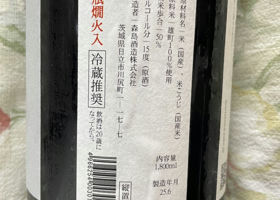 原材料名 米(国産)、米こうじ(国産米)
原料米 雄町100%使用
精米歩合 50%
アルコール分 15度(原酒)
製造者 森島酒造株式会社
茨城県日立市川尻町
一七-七
瓶燗火入
冷蔵推奨
飲酒は20歳に
なってから。
内容量
1,800ml
製造年月
25.6